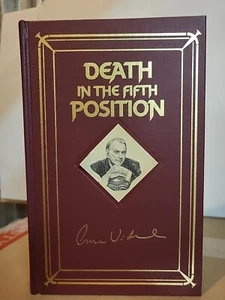 DEATH
IN THE FIFTH
POSITION